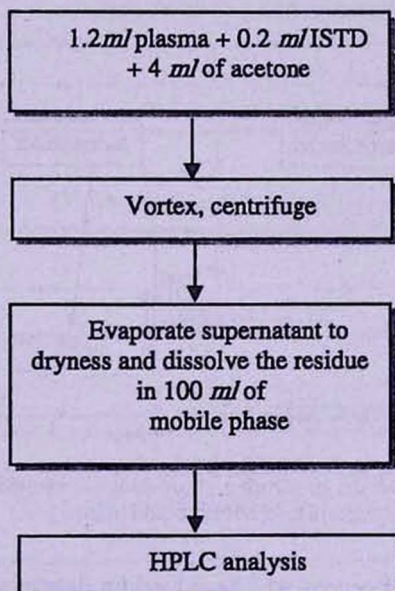 1.2ml plasma + 0.2 ml ISTD
+ 4 ml of acetone
Vortex, centrifuge
Evaporate supernatant to
dryness and dissolve the residue
in 100 ml of
mobile phase
HPLC analysis